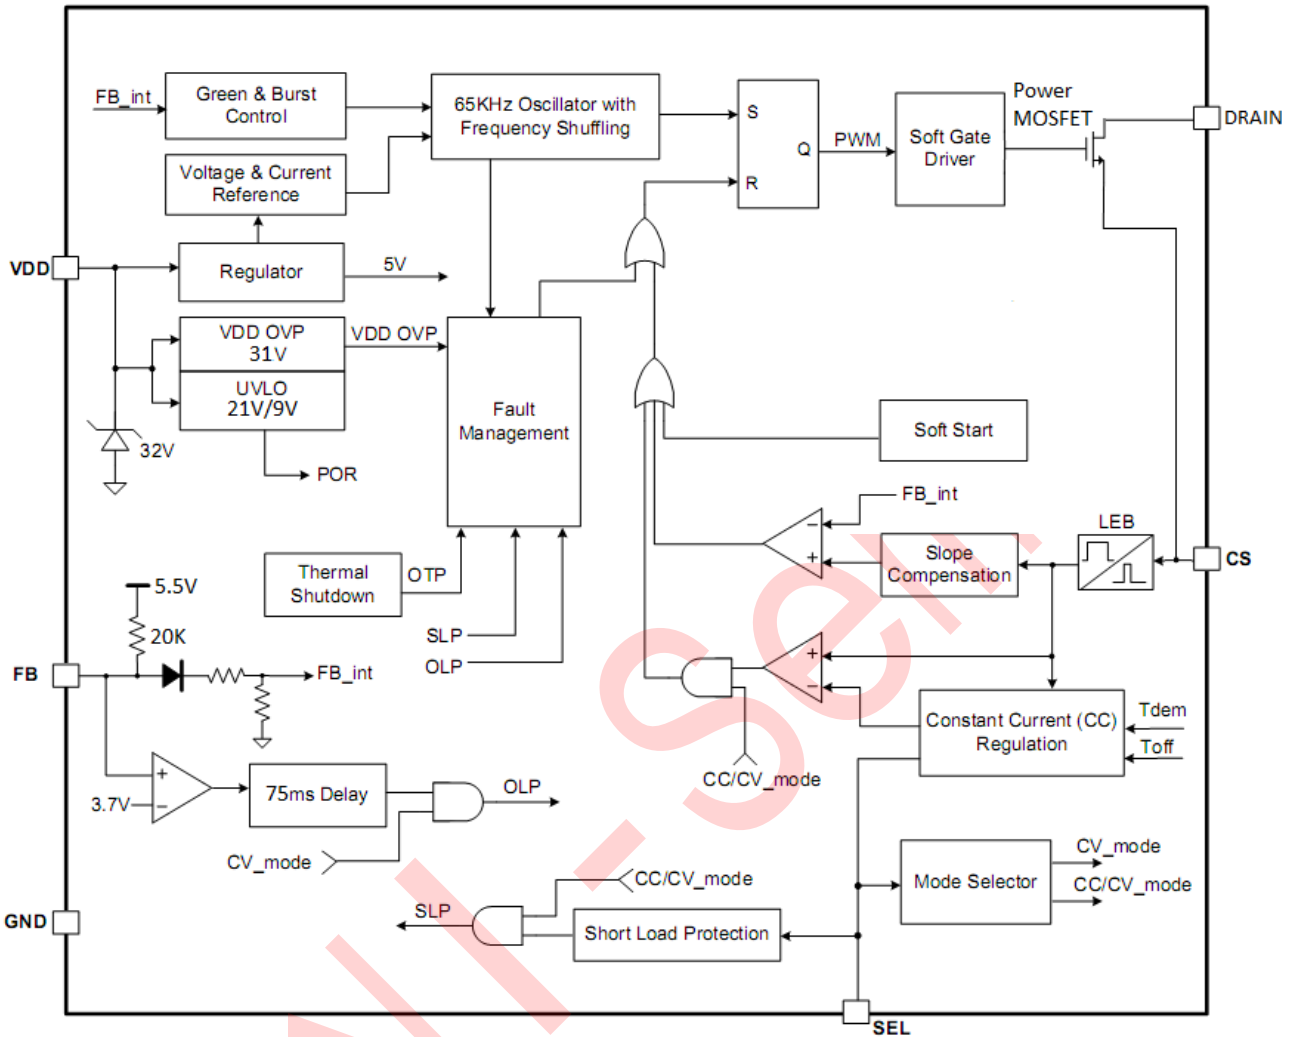 FB_int
Green & Burst
Control
65KHz Oscillator with
Frequency Shuffling
S
Q
R
PWM
Soft Gate
Driver
Power
MOSFET
DRAIN
Voltage & Current
Reference
VDD
Regulator
5V
VDD OVP
31V
VDD OVP
UVLO
21V/9V
32V
POR
Fault
Management
Soft Start
FB_int
LEB
Slope
Compensation
CS
Thermal
Shutdown
OTP
SLP
OLP
5.5V
20K
FB
FB_int
+
−
+
−
Constant Current (CC)
Regulation
Tdem
Toff
CC/CV_mode
3.7V
+
−
75ms Delay
OLP
CV_mode
CC/CV_mode
SLP
Short Load Protection
Mode Selector
CV_mode
CC/CV_mode
GND
SEL